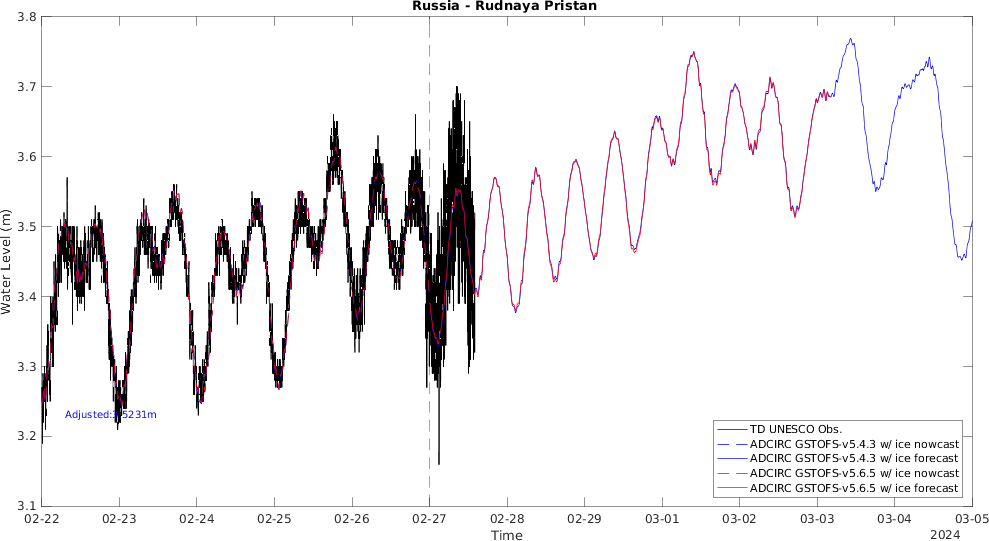 Russia - Rudnaya Pristan
3.8
3.7
3.6
3.5
3.4
3.3
3.2
3.1
Water Level (m)
Adjusted:3.5231m
TD UNESCO Obs.
ADCIRC GSTOFS-v5.4.3 w/ ice nowcast
ADCIRC GSTOFS-v5.4.3 w/ ice forecast
ADCIRC GSTOFS-v5.6.5 w/ ice nowcast
ADCIRC GSTOFS-v5.6.5 w/ ice forecast
02-22 02-23 02-24 02-25 02-26 02-27 02-28 02-29 03-01 03-02 03-03 03-04 03-05
Time
2024